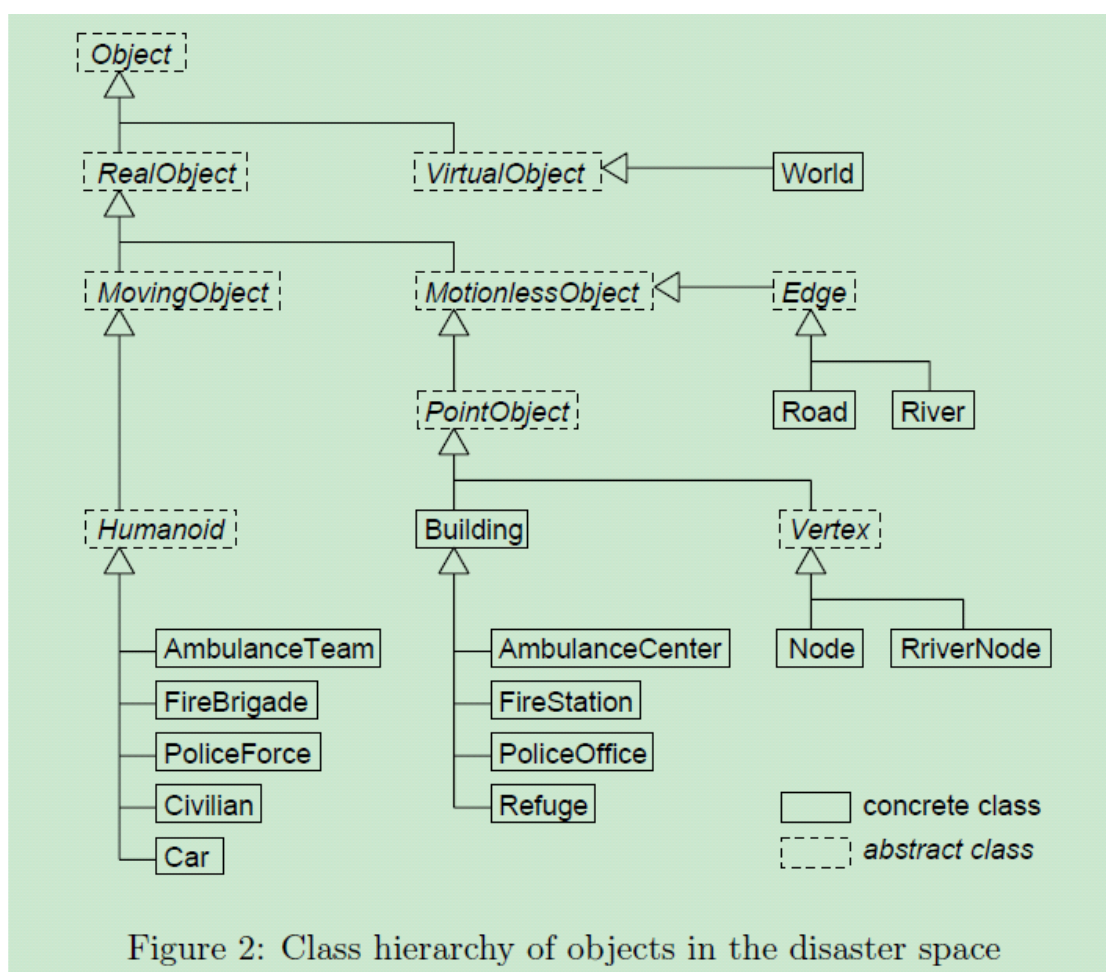 Object
RealObject VirtualObject World
MovingObject MotionlessObject Edge
PointObject Road River
Humanoid Building Vertex
AmbulanceTeam AmbulanceCenter Node RriverNode
FireBrigade FireStation
PoliceForce PoliceOffice
Civilian Refuge concrete class
Car abstract class
Figure 2: Class hierarchy of objects in the disaster space